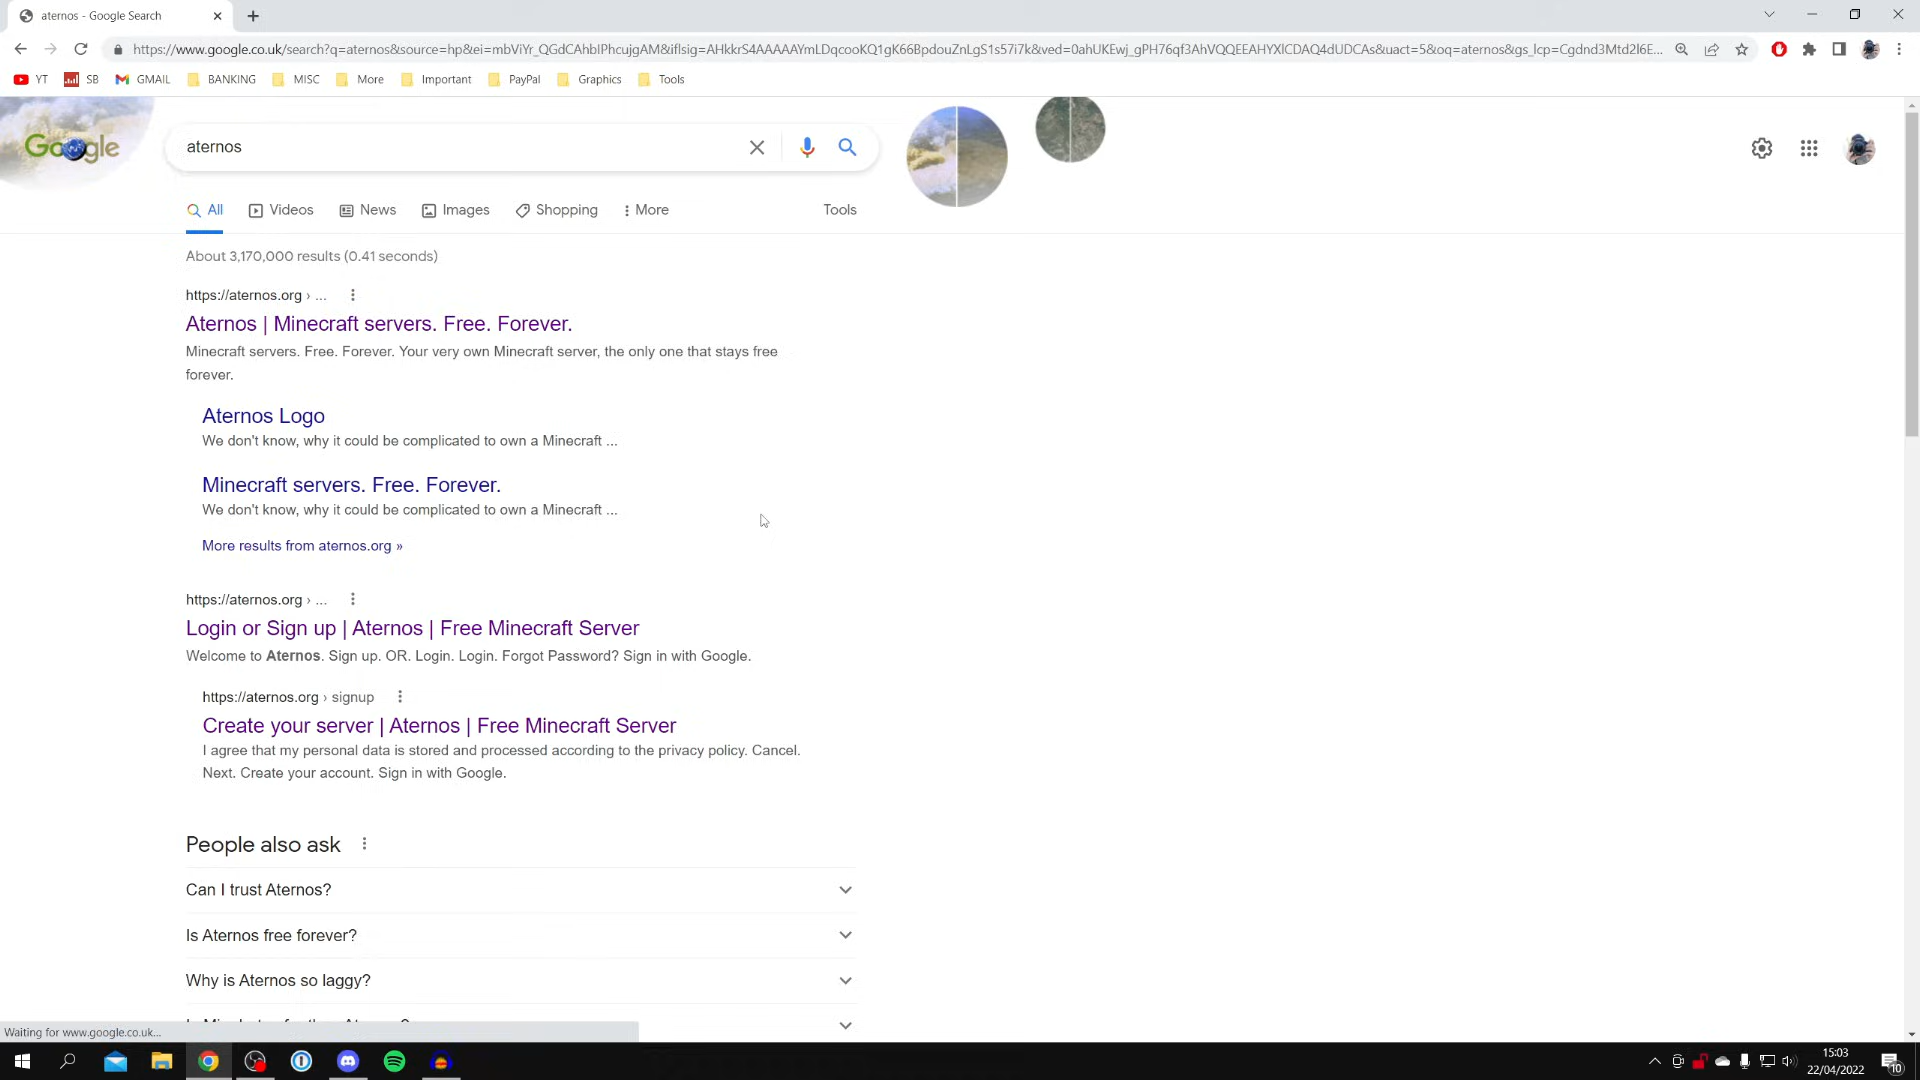 aternos - Google Search
https://www.google.co.uk/search?q=aternos&source=hp&ei=mbViYr_QGdCAhbIPhcujgAM&iflsig=AHkkrS4AAAAAYmLDqcooKQ1gK66BpdouZnLgS1s57i7k&ved=0ahUKEwj_gPH76qf3AhVQQEEAHYXlCDAQ4dUDCAs&uact=5&oq=aternos&gs_lcp=Cgdnd3Mtd2l6E...
YT SB GMAIL BANKING MISC More Important PayPal Graphics Tools
Google
aternos
All Videos News Images Shopping More Tools
About 3,170,000 results (0.41 seconds)
https://aternos.org › ...
Aternos | Minecraft servers. Free. Forever.
Minecraft servers. Free. Forever. Your very own Minecraft server, the only one that stays free
forever.
Aternos Logo
We don't know, why it could be complicated to own a Minecraft ...
Minecraft servers. Free. Forever.
We don't know, why it could be complicated to own a Minecraft ...
More results from aternos.org »
https://aternos.org › ...
Login or Sign up | Aternos | Free Minecraft Server
Welcome to Aternos. Sign up. OR. Login. Login. Forgot Password? Sign in with Google.
https://aternos.org › signup
Create your server | Aternos | Free Minecraft Server
I agree that my personal data is stored and processed according to the privacy policy. Cancel.
Next. Create your account. Sign in with Google.
People also ask
Can I trust Aternos?
Is Aternos free forever?
Why is Aternos so laggy?
Waiting for www.google.co.uk...
15:03
22/04/2022
10